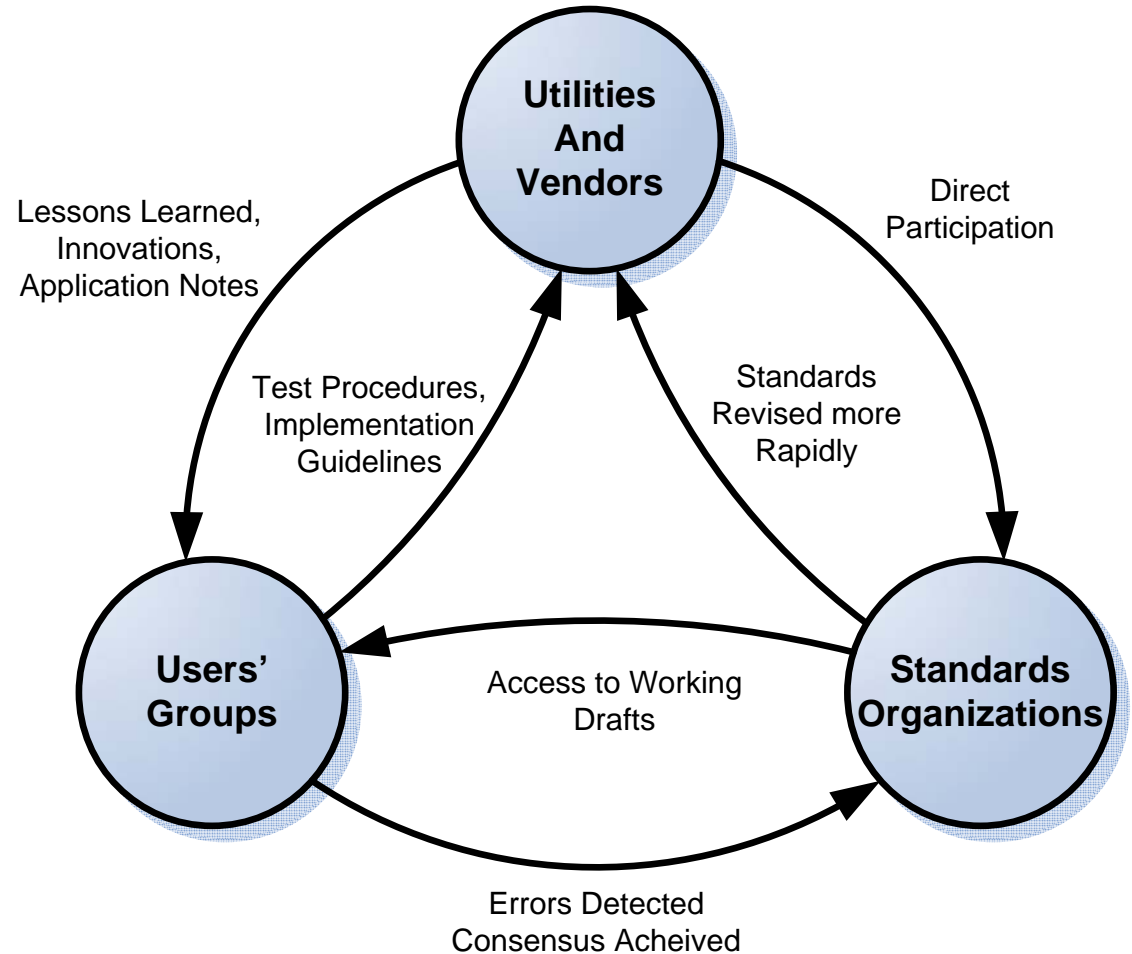 Utilities
And
Vendors
Lessons Learned,
Innovations,
Application Notes
Direct
Participation
Test Procedures,
Implementation
Guidelines
Standards
Revised more
Rapidly
Users’
Groups
Access to Working
Drafts
Standards
Organizations
Errors Detected
Consensus Acheived